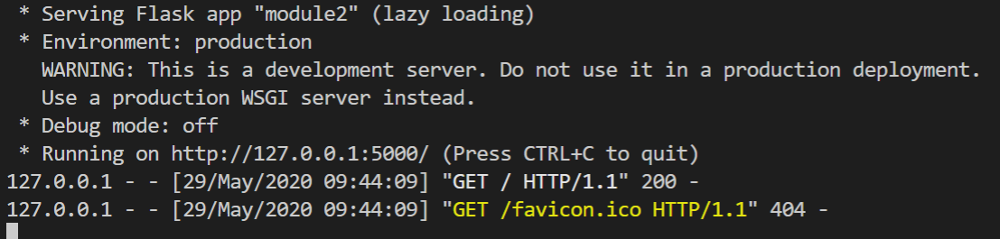 * Serving Flask app "module2" (lazy loading)
* Environment: production
WARNING: This is a development server. Do not use it in a production deployment.
Use a production WSGI server instead.
* Debug mode: off
* Running on http://127.0.0.1:5000/ (Press CTRL+C to quit)
127.0.0.1 - - [29/May/2020 09:44:09] "GET / HTTP/1.1" 200 -
127.0.0.1 - - [29/May/2020 09:44:09] "GET /favicon.ico HTTP/1.1" 404 -